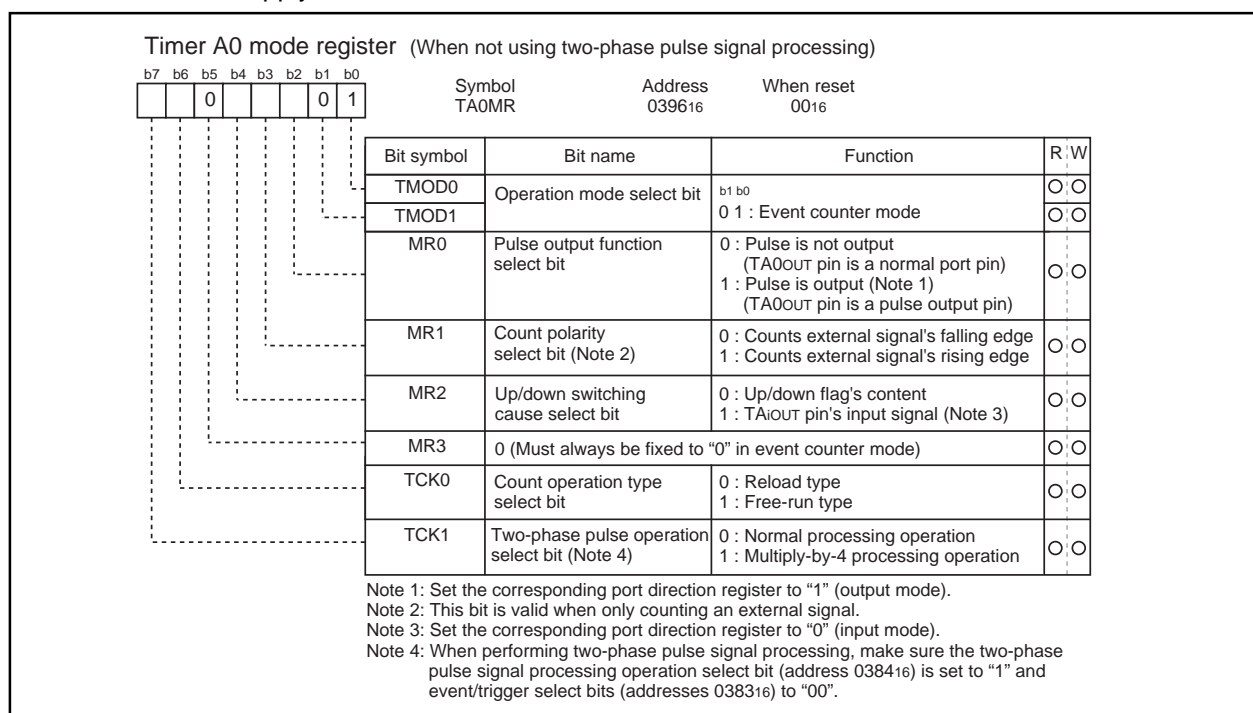 Timer A0 mode register (When not using two-phase pulse signal processing)
b7 b6 b5 b4 b3 b2 b1 b0
0 0 1
Symbol Address When reset
TA0MR 039616 0016
Bit symbol Bit name Function R W
TMOD0 Operation mode select bit b1 b0
TMOD1 0 1 : Event counter mode
MR0 Pulse output function 0 : Pulse is not output
select bit (TA0OUT pin is a normal port pin)
1 : Pulse is output (Note 1)
(TA0OUT pin is a pulse output pin)
MR1 Count polarity 0 : Counts external signal's falling edge
select bit (Note 2) 1 : Counts external signal's rising edge
MR2 Up/down switching 0 : Up/down flag's content
cause select bit 1 : TAiOUT pin's input signal (Note 3)
MR3 0 (Must always be fixed to “0” in event counter mode)
TCK0 Count operation type 0 : Reload type
select bit 1 : Free-run type
TCK1 Two-phase pulse operation 0 : Normal processing operation
select bit (Note 4) 1 : Multiply-by-4 processing operation
Note 1: Set the corresponding port direction register to “1” (output mode).
Note 2: This bit is valid when only counting an external signal.
Note 3: Set the corresponding port direction register to “0” (input mode).
Note 4: When performing two-phase pulse signal processing, make sure the two-phase
pulse signal processing operation select bit (address 038416) is set to “1” and
event/trigger select bits (addresses 038316) to “00”.